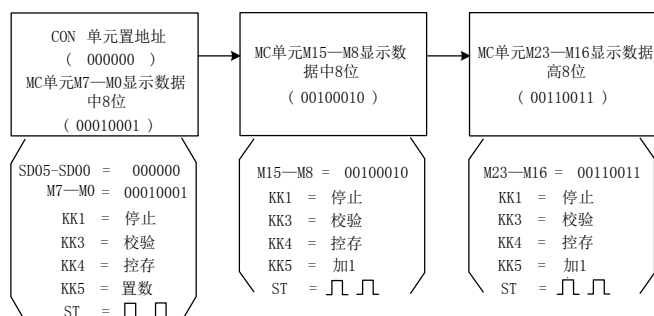 CON 单元置地址
( 000000 )
MC单元M7—M0显示数据
中8位
( 00010001 )
MC单元M15—M8显示数
据中8位
( 00100010 )
MC单元M23—M16显示数据
高8位
( 00110011 )
SD05-SD00 = 000000
M7—M0 = 00010001
KK1 = 停止
KK3 = 校验
KK4 = 控存
KK5 = 置数
ST =
M15—M8 = 00100010
KK1 = 停止
KK3 = 校验
KK4 = 控存
KK5 = 加1
ST =
M23—M16 = 00110011
KK1 = 停止
KK3 = 校验
KK4 = 控存
KK5 = 加1
ST =